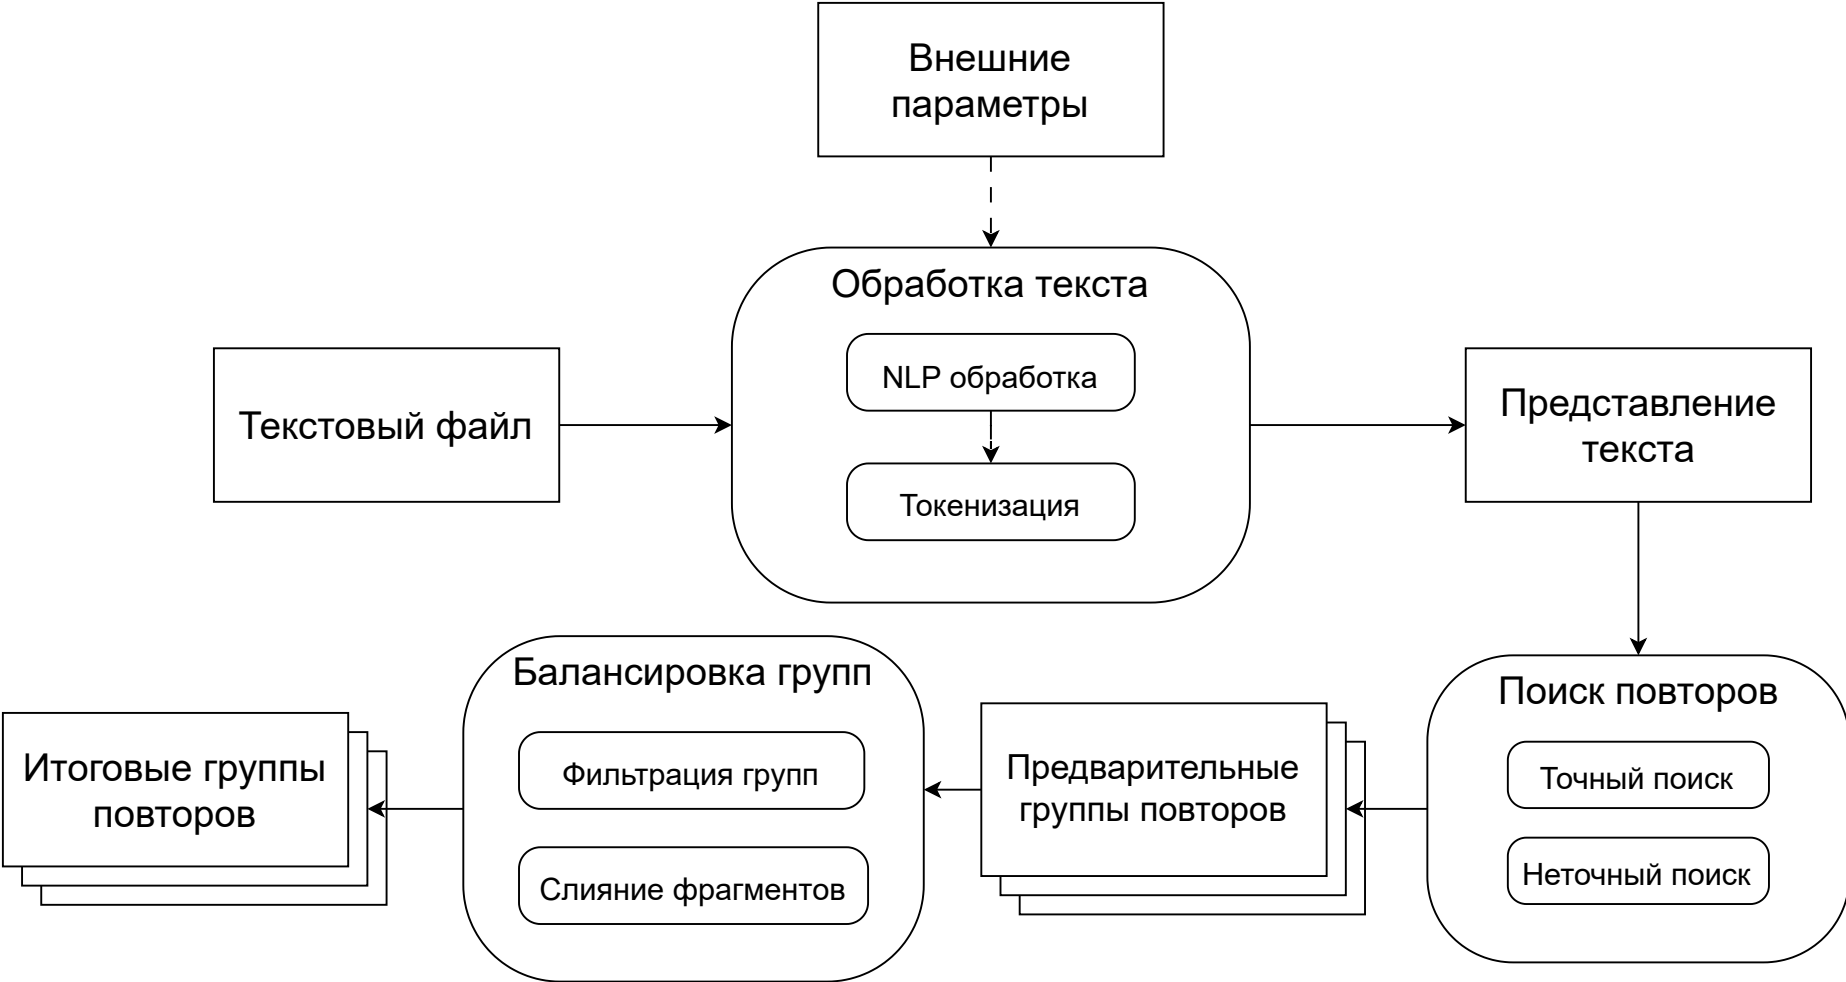 Внешние
параметры
Обработка текста
NLP обработка
Токенизация
Текстовый файл
Представление
текста
Поиск повторов
Точный поиск
Неточный поиск
Предварительные
группы повторов
Балансировка групп
Фильтрация групп
Слияние фрагментов
Итоговые группы
повторов